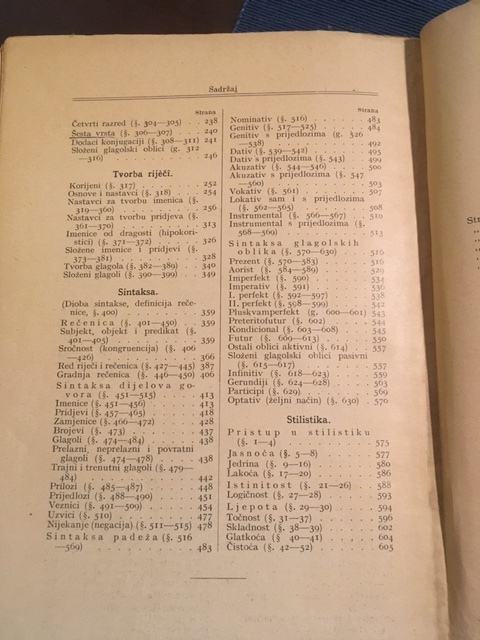 Sadržaj
Strana
Četvrti razred (§. 304—305) . . 238
Šesta vrsta (§. 306—307) . . . 240
Dodaci konjugaciji (§. 308—311) 241
Složeni glagolski oblici (g. 312
—316) . . . . . . . . . . 246
Tvorba riječi.
Korijeni (§. 317) . . . . . . . 252
Osnove i nastavci (§. 318) . . . 254
Nastavci za tvorbu imenica (§.
319—360) . . . . . . . . . 256
Nastavci za tvorbu pridjeva (§.
361—370) . . . . . . . . . 313
Imenice od dragosti (hipokori-
stici) (§. 371—372) . . . . . 326
Složene imenice i pridjevi (§.
373—381) . . . . . . . . . 328
Tvorba glagola (§. 382—389) . . 340
Složeni glagoli (§. 390—399) . . 349
Sintaksa.
(Dioba sintakse, definicija reče-
nice, §. 400) . . . . . . . . 359
Rečenica (§. 401—450) . . . . 359
Subjekt, objekt i predikat (§.
401—405) . . . . . . . . . 359
Sročnost (kongruencija) (§. 406
—426) . . . . . . . . . . 366
Red riječi i rečenica (§. 427—445) 387
Gradnja rečenica (§. 446—450) 406
Sintaksa dijelova go-
vora (§. 451—515) . . . . . 413
Imenice (§. 451—456) . . . . . 413
Pridjevi (§. 457—465) . . . . . 418
Zamjenice (§. 466—472) . . . . 428
Brojevi (§. 473) . . . . . . . . 437
Glagoli (§. 474—484) . . . . . 438
Prelazni, neprelazni i povratni
glagoli (§. 474—478) . . . . 438
Trajni i trenutni glagoli (§. 479—
484) . . . . . . . . . . . 442
Prilozi (§. 485—487) . . . . . . 448
Prijedlozi (§. 488—490) . . . . 451
Veznici (§. 491—509) . . . . . 454
Uzvici (§. 510) . . . . . . . . 477
Nijekanje (negacija) (§. 511—515) 478
Sintaksa padeža (§. 516
—569) . . . . . . . . . . 483
Strana
Nominativ (§. 516) . . . . . . 483
Genitiv (§. 517—525) . . . . . 484
Genitiv s prijedlozima (g. 526
—538) . . . . . . . . . . 492
Dativ (§. 539—542) . . . . . . 495
Dativ s prijedlozima (§. 543) . . 499
Akuzativ (§. 544—546) . . . . . 500
Akuzativ s prijedlozima (§. 547
—560) . . . . . . . . . . 503
Vokativ (§. 561) . . . . . . . . 507
Lokativ sam i s prijedlozima
(§. 562—565) . . . . . . . . 508
Instrumental (§. 566—567) . . . 510
Instrumental s prijedlozima (§.
568—569) . . . . . . . . . 513
Sintaksa glagolskih
oblika (§. 570—630) . . . . 516
Prezent (§. 570—583) . . . . . 516
Aorist (§. 584—589) . . . . . . 529
Imperfekt (§. 590) . . . . . . . 534
Imperativ (§. 591) . . . . . . . 536
I. perfekt (§. 592—597) . . . . 538
II. perfekt (§. 598—599) . . . . 542
Pluskvamperfekt (g. 600—601) 543
Preteritofutur (§. 602) . . . . . 544
Kondicional (§. 603—608) . . . 545
Futur (§. 609—613) . . . . . . 550
Ostali oblici aktivni (§. 614) . . 557
Složeni glagolski oblici pasivni
(§. 615—617) . . . . . . . . 557
Infinitiv (§. 618—623) . . . . . 559
Gerundiji (§. 624—628) . . . . 563
Participi (§. 629) . . . . . . . . 569
Optativ (željni način) (§. 630) . 570
Stilistika.
Pristup u stilistiku
(§. 1—4) . . . . . . . . . . 575
Jasnoća (§. 5—8) . . . . . . 577
Jedrina (§. 9—16) . . . . . . . 580
Lakoća (§. 17—20) . . . . . . . 586
Istinitost (§. 21—26) . . . . 588
Logičnost (§. 27—28) . . . . . 593
Ljepota (§. 29—30) . . . . . 594
Točnost (§. 31—37) . . . . . . 596
Skladnost (§. 38—39) . . . . . 602
Glatkoća (§ 40—41) . . . . . . 604
Čistoća (§. 42—52) . . . . . . 605